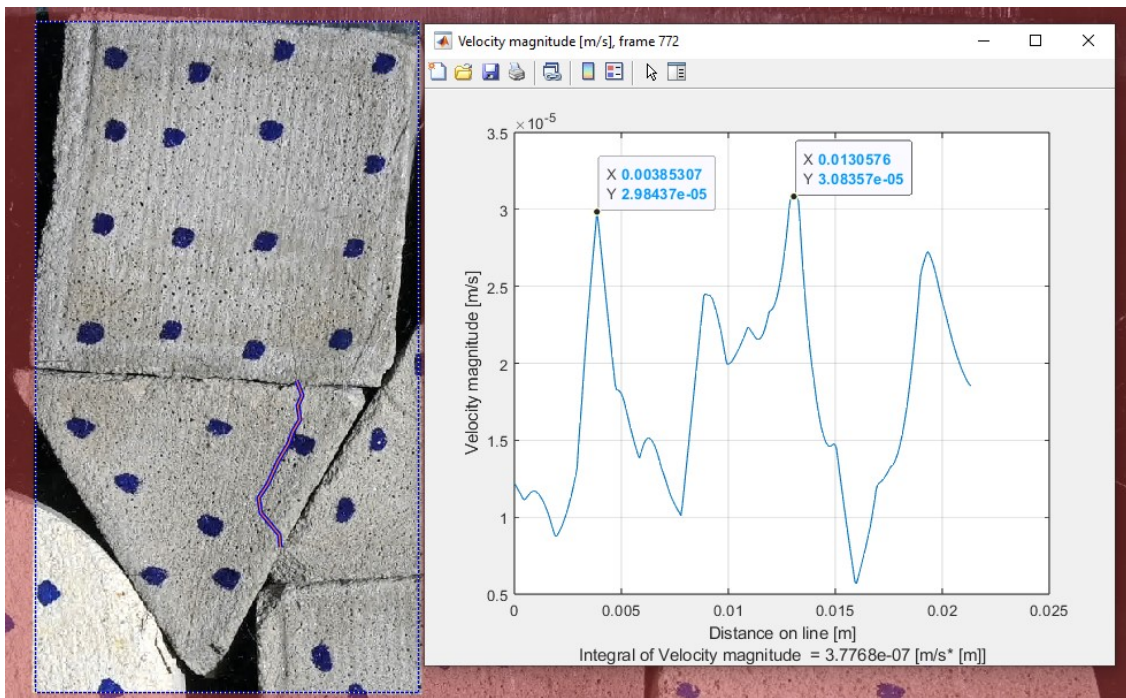 Velocity magnitude [m/s], frame 772
×10-5
3.5
3
2.5
2
1.5
1
0.5
X 0.00385307
Y 2.98437e-05
X 0.0130576
Y 3.08357e-05
Velocity magnitude [m/s]
0 0.005 0.01 0.015 0.02 0.025
Distance on line [m]
Integral of Velocity magnitude = 3.7768e-07 [m/s* [m]]